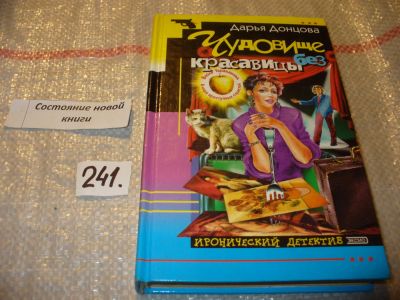 Дарья Донцова
Чудовище
без
красавицы
Состояние новой
книги
241.
ИРОНИЧЕСКИЙ ДЕТЕКТИВ